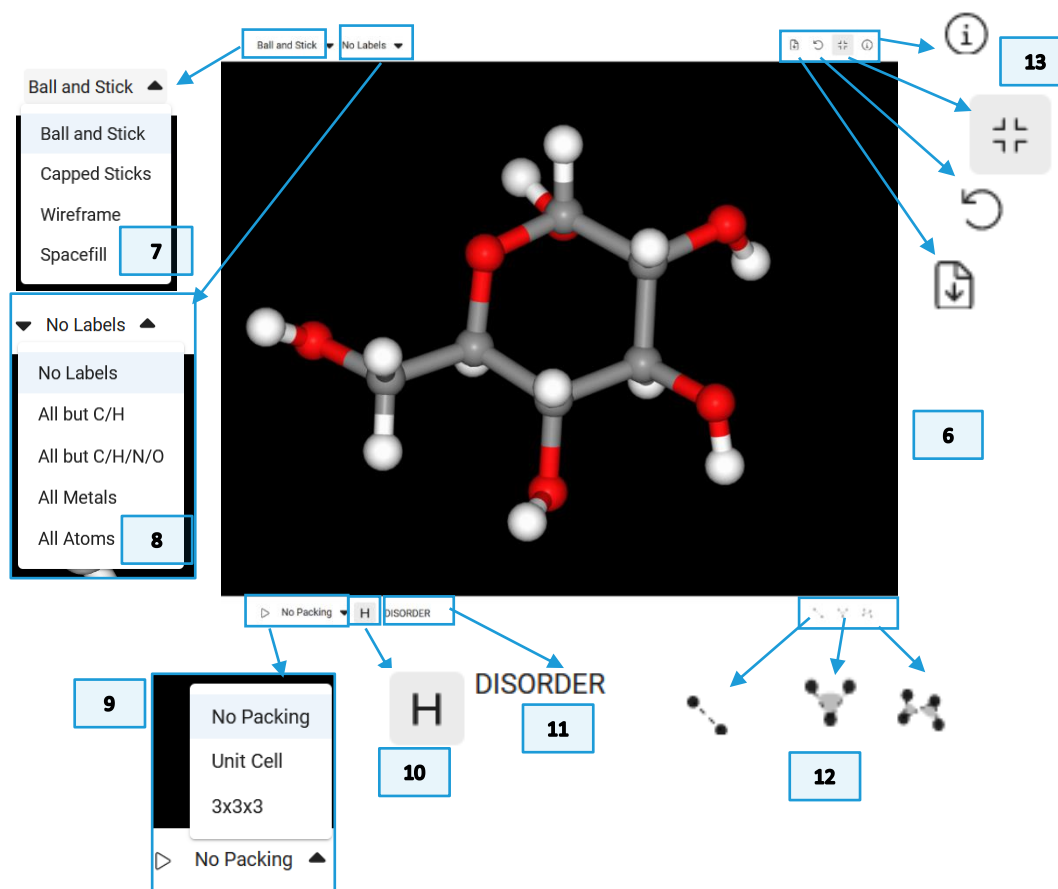 Ball and Stick
No Labels
13
Ball and Stick
Ball and Stick
Capped Sticks
Wireframe
Spacefill
7
No Labels
No Labels
All but C/H
All but C/H/N/O
All Metals
All Atoms
8
6
No Packing
H
DISORDER
9
No Packing
Unit Cell
3x3x3
No Packing
H
10
DISORDER
11
12